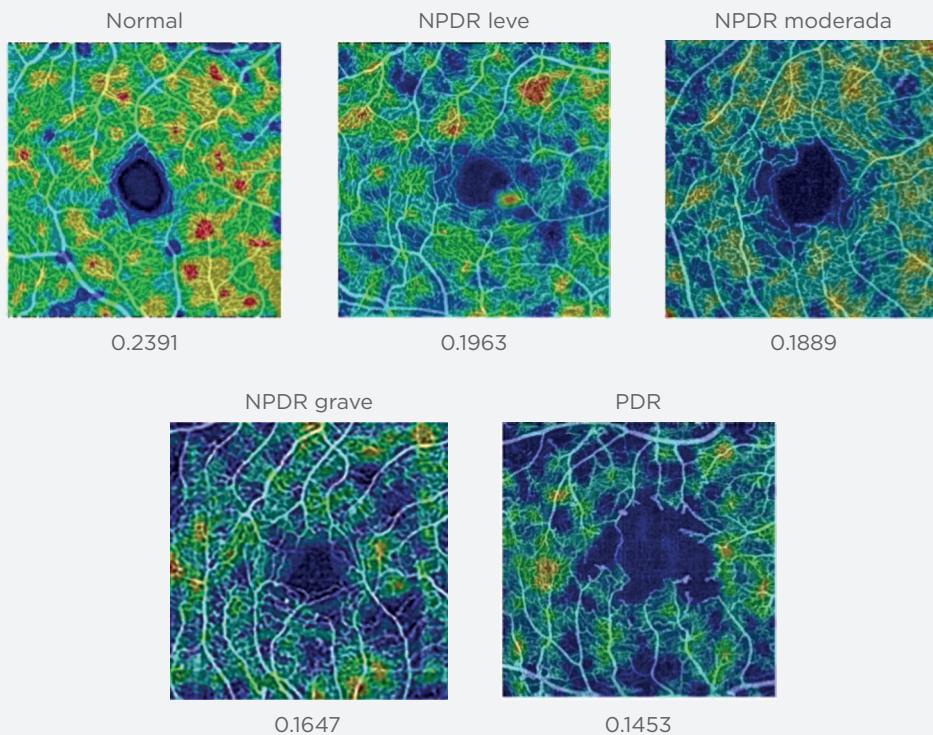 Normal
NPDR leve
NPDR moderada
0.2391
0.1963
0.1889
NPDR grave
PDR
0.1647
0.1453